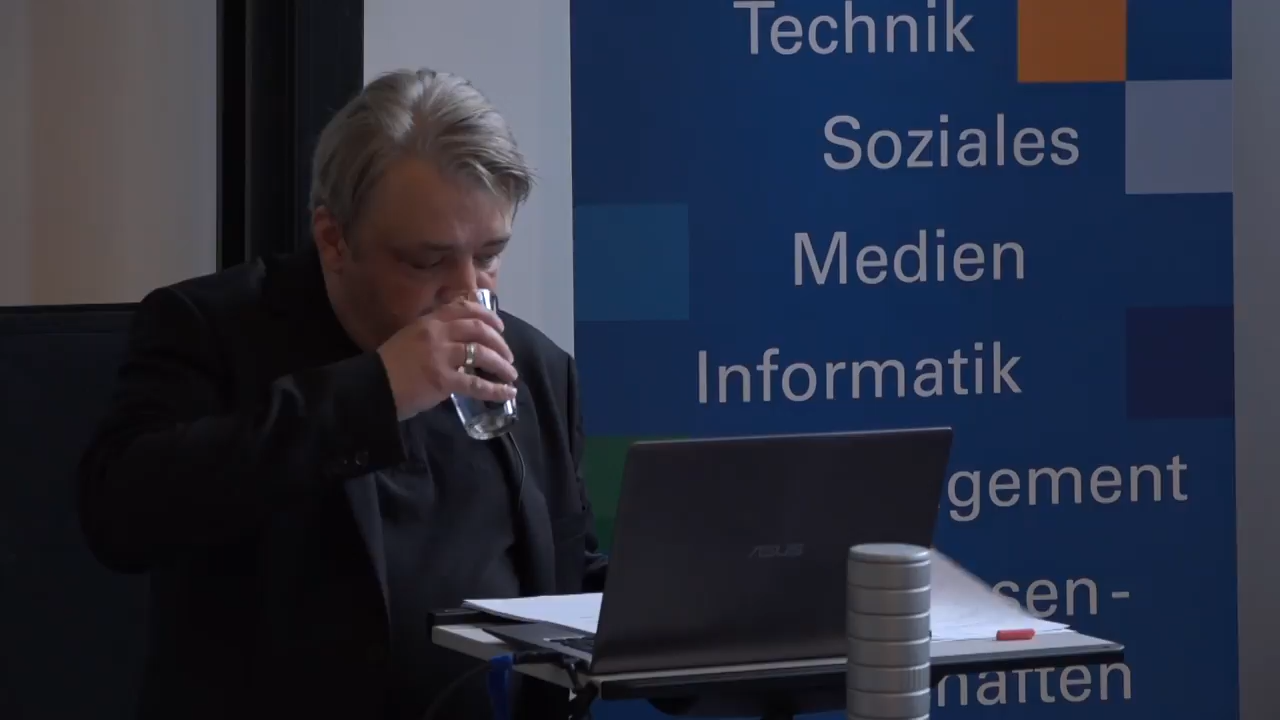 Technik
Soziales
Medien
Informatik
gement
sen-
haften
ASUS